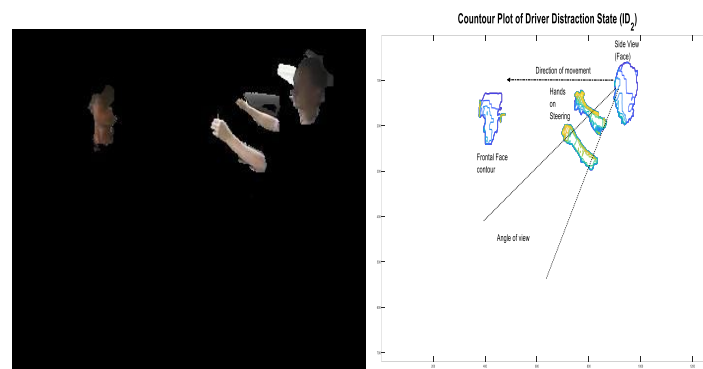 Countour Plot of Driver Distraction State (ID2)
Side View
(Face)
Direction of movement
Hands
on
Steering
Frontal Face
contour
Angle of view